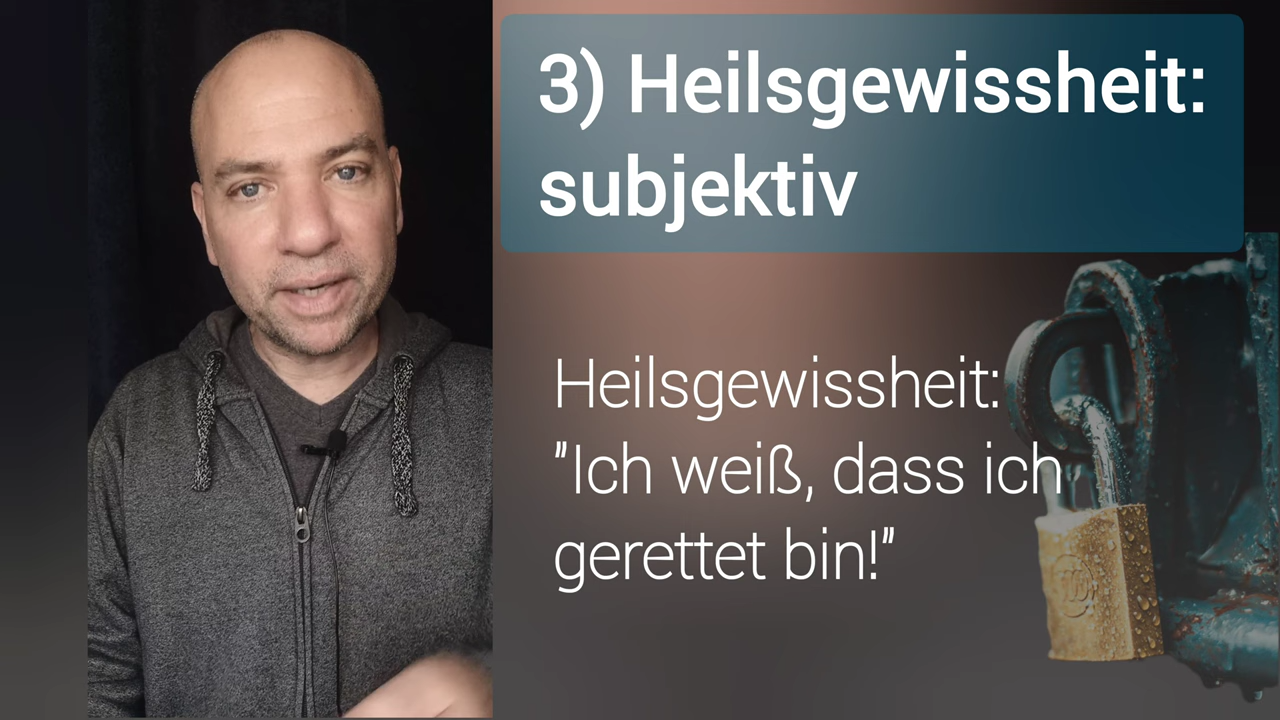 3) Heilsgewissheit:
subjektiv
Heilsgewissheit:
"Ich weiß, dass ich
gerettet bin!"